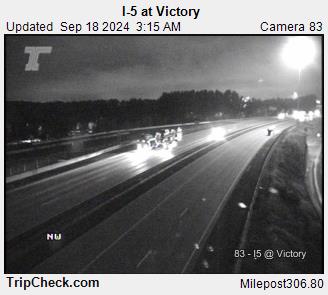 I-5 at Victory
Updated Sep 18 2024 3:15 AM Camera 83
T
NW
83 - I5 @ Victory
TripCheck.com Milepost306.80